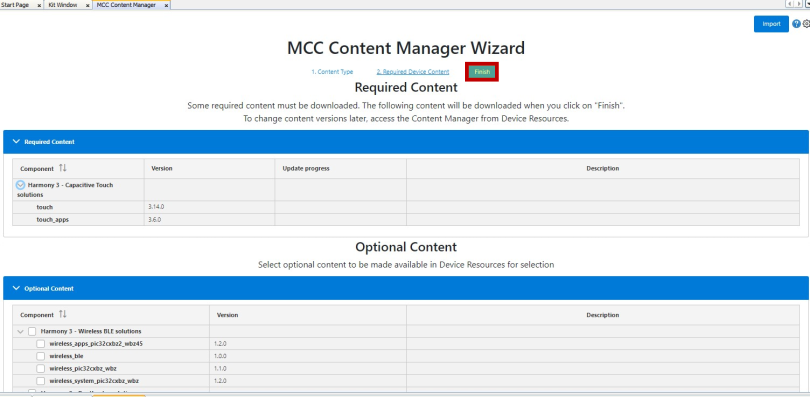 Start Page × Kit Window × MCC Content Manager ×
Import
MCC Content Manager Wizard
1. Content Type 2. Required Device Content Finish
Required Content
Some required content must be downloaded. The following content will be downloaded when you click on "Finish".
To change content versions later, access the Content Manager from Device Resources.
Required Content
Component Version Update progress Description
Harmony 3 - Capacitive Touch
solutions
touch 3.14.0
touch_apps 3.6.0
Optional Content
Select optional content to be made available in Device Resources for selection
Optional Content
Component Version Description
Harmony 3 - Wireless BLE solutions
wireless_apps_pic32cxbz2_wbz45 1.2.0
wireless_ble 1.0.0
wireless_pic32cxbz_wbz 1.1.0
wireless_system_pic32cxbz_wbz 1.2.0